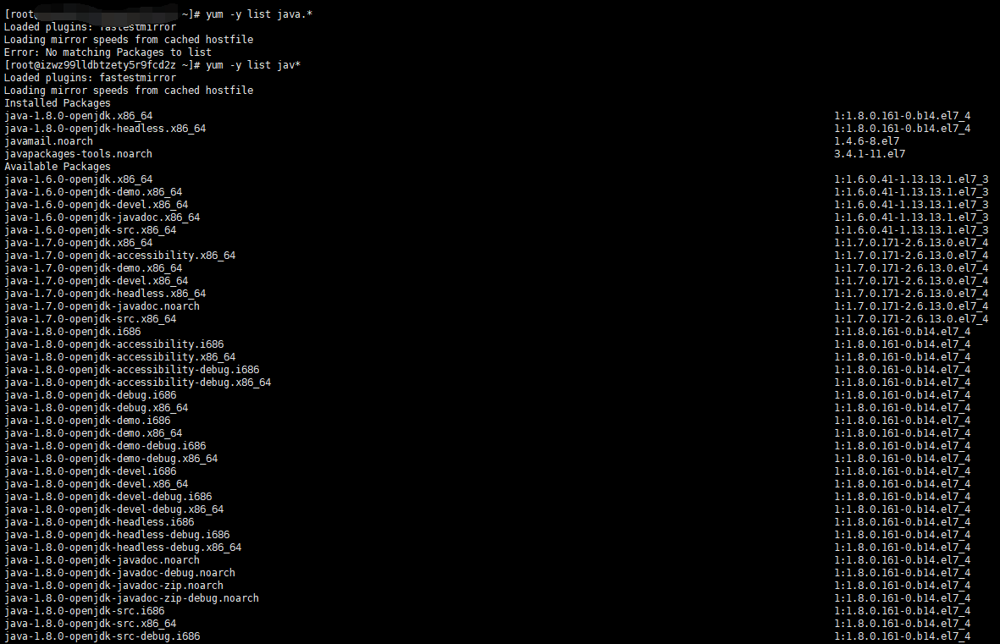 [root ~]# yum -y list java.*
Loaded plugins: fastestmirror
Loading mirror speeds from cached hostfile
Error: No matching Packages to list
[root@izwz99lldbtzety5r9fcd2z ~]# yum -y list jav*
Loaded plugins: fastestmirror
Loading mirror speeds from cached hostfile
Installed Packages
java-1.8.0-openjdk.x86_64 1:1.8.0.161-0.b14.el7_4
java-1.8.0-openjdk-headless.x86_64 1:1.8.0.161-0.b14.el7_4
javamail.noarch 1.4.6-8.el7
javapackages-tools.noarch 3.4.1-11.el7
Available Packages
java-1.6.0-openjdk.x86_64 1:1.6.0.41-1.13.13.1.el7_3
java-1.6.0-openjdk-demo.x86_64 1:1.6.0.41-1.13.13.1.el7_3
java-1.6.0-openjdk-devel.x86_64 1:1.6.0.41-1.13.13.1.el7_3
java-1.6.0-openjdk-javadoc.x86_64 1:1.6.0.41-1.13.13.1.el7_3
java-1.6.0-openjdk-src.x86_64 1:1.6.0.41-1.13.13.1.el7_3
java-1.7.0-openjdk.x86_64 1:1.7.0.171-2.6.13.0.el7_4
java-1.7.0-openjdk-accessibility.x86_64 1:1.7.0.171-2.6.13.0.el7_4
java-1.7.0-openjdk-demo.x86_64 1:1.7.0.171-2.6.13.0.el7_4
java-1.7.0-openjdk-devel.x86_64 1:1.7.0.171-2.6.13.0.el7_4
java-1.7.0-openjdk-headless.x86_64 1:1.7.0.171-2.6.13.0.el7_4
java-1.7.0-openjdk-javadoc.noarch 1:1.7.0.171-2.6.13.0.el7_4
java-1.7.0-openjdk-src.x86_64 1:1.7.0.171-2.6.13.0.el7_4
java-1.8.0-openjdk.i686 1:1.8.0.161-0.b14.el7_4
java-1.8.0-openjdk-accessibility.i686 1:1.8.0.161-0.b14.el7_4
java-1.8.0-openjdk-accessibility.x86_64 1:1.8.0.161-0.b14.el7_4
java-1.8.0-openjdk-accessibility-debug.i686 1:1.8.0.161-0.b14.el7_4
java-1.8.0-openjdk-accessibility-debug.x86_64 1:1.8.0.161-0.b14.el7_4
java-1.8.0-openjdk-debug.i686 1:1.8.0.161-0.b14.el7_4
java-1.8.0-openjdk-debug.x86_64 1:1.8.0.161-0.b14.el7_4
java-1.8.0-openjdk-demo.i686 1:1.8.0.161-0.b14.el7_4
java-1.8.0-openjdk-demo.x86_64 1:1.8.0.161-0.b14.el7_4
java-1.8.0-openjdk-demo-debug.i686 1:1.8.0.161-0.b14.el7_4
java-1.8.0-openjdk-demo-debug.x86_64 1:1.8.0.161-0.b14.el7_4
java-1.8.0-openjdk-devel.i686 1:1.8.0.161-0.b14.el7_4
java-1.8.0-openjdk-devel.x86_64 1:1.8.0.161-0.b14.el7_4
java-1.8.0-openjdk-devel-debug.i686 1:1.8.0.161-0.b14.el7_4
java-1.8.0-openjdk-devel-debug.x86_64 1:1.8.0.161-0.b14.el7_4
java-1.8.0-openjdk-headless.i686 1:1.8.0.161-0.b14.el7_4
java-1.8.0-openjdk-headless-debug.i686 1:1.8.0.161-0.b14.el7_4
java-1.8.0-openjdk-headless-debug.x86_64 1:1.8.0.161-0.b14.el7_4
java-1.8.0-openjdk-javadoc.noarch 1:1.8.0.161-0.b14.el7_4
java-1.8.0-openjdk-javadoc-debug.noarch 1:1.8.0.161-0.b14.el7_4
java-1.8.0-openjdk-javadoc-zip.noarch 1:1.8.0.161-0.b14.el7_4
java-1.8.0-openjdk-javadoc-zip-debug.noarch 1:1.8.0.161-0.b14.el7_4
java-1.8.0-openjdk-src.i686 1:1.8.0.161-0.b14.el7_4
java-1.8.0-openjdk-src.x86_64 1:1.8.0.161-0.b14.el7_4
java-1.8.0-openjdk-src-debug.i686 1:1.8.0.161-0.b14.el7_4